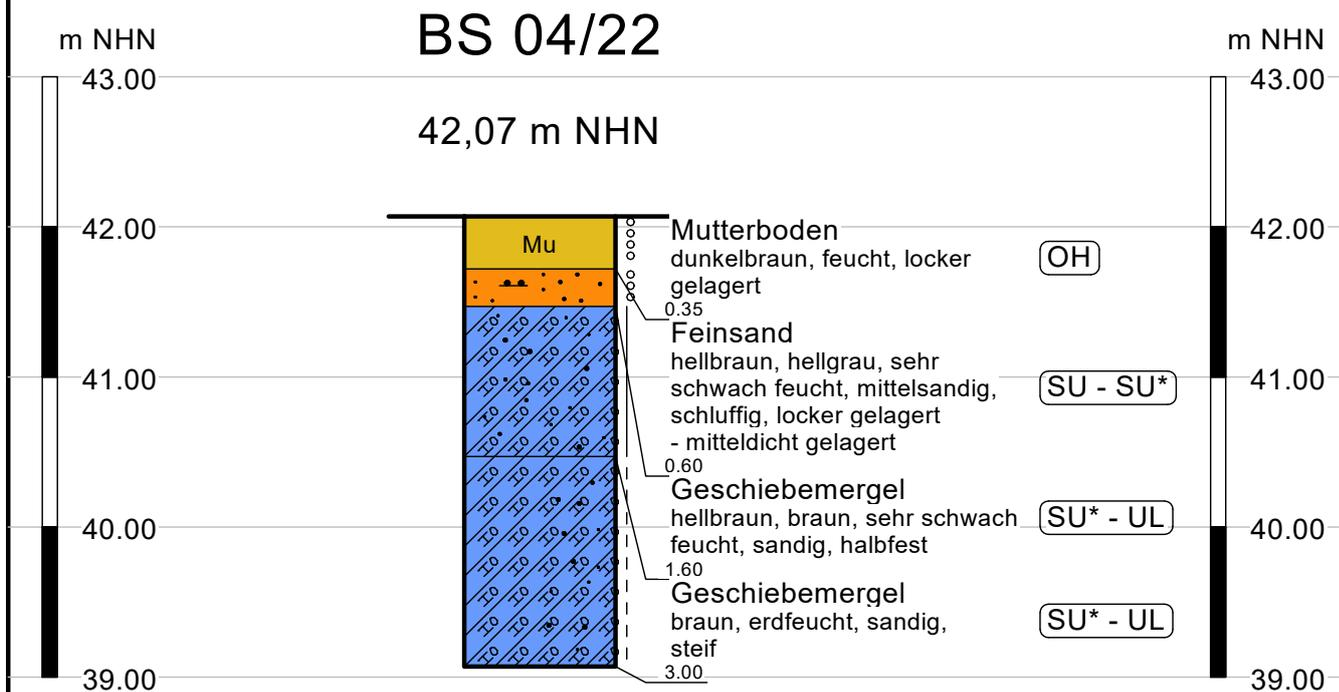 BS 04/22
m NHN
m NHN
43.00
43.00
42,07 m NHN
42.00
42.00
Mu
Mutterboden
dunkelbraun, feucht, locker
gelagert
OH
0.35
Feinsand
hellbraun, hellgrau, sehr
schwach feucht, mittelsandig,
schluffig, locker gelagert
- mitteldicht gelagert
SU - SU*
41.00
41.00
0.60
Geschiebemergel
hellbraun, braun, sehr schwach
feucht, sandig, halbfest
SU* - UL
40.00
40.00
1.60
Geschiebemergel
braun, erdfeucht, sandig,
steif
SU* - UL
3.00
39.00
39.00